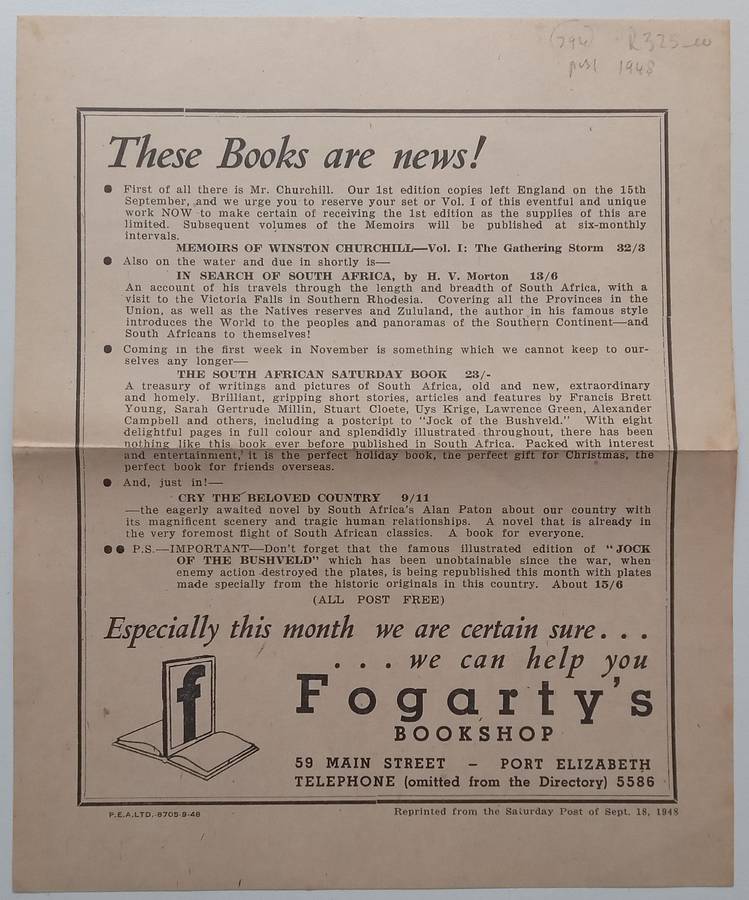 (794) R325-00
post 1948
These Books are news!
● First of all there is Mr. Churchill. Our 1st edition copies left England on the 15th
September, and we urge you to reserve your set or Vol. I of this eventful and unique
work NOW to make certain of receiving the 1st edition as the supplies of this are
limited. Subsequent volumes of the Memoirs will be published at six-monthly
intervals.
MEMOIRS OF WINSTON CHURCHILL—Vol. I: The Gathering Storm 32/3
● Also on the water and due in shortly is—
IN SEARCH OF SOUTH AFRICA, by H. V. Morton 13/6
An account of his travels through the length and breadth of South Africa, with a
visit to the Victoria Falls in Southern Rhodesia. Covering all the Provinces in the
Union, as well as the Natives reserves and Zululand, the author in his famous style
introduces the World to the peoples and panoramas of the Southern Continent—and
South Africans to themselves!
● Coming in the first week in November is something which we cannot keep to our-
selves any longer—
THE SOUTH AFRICAN SATURDAY BOOK 23/-
A treasury of writings and pictures of South Africa, old and new, extraordinary
and homely. Brilliant, gripping short stories, articles and features by Francis Brett
Young, Sarah Gertrude Millin, Stuart Cloete, Uys Krige, Lawrence Green, Alexander
Campbell and others, including a postcript to "Jock of the Bushveld." With eight
delightful pages in full colour and splendidly illustrated throughout, there has been
nothing like this book ever before published in South Africa. Packed with interest
and entertainment, it is the perfect holiday book, the perfect gift for Christmas, the
perfect book for friends overseas.
● And, just in!—
CRY THE BELOVED COUNTRY 9/11
—the eagerly awaited novel by South Africa's Alan Paton about our country with
its magnificent scenery and tragic human relationships. A novel that is already in
the very foremost flight of South African classics. A book for everyone.
●● P.S.—IMPORTANT—Don't forget that the famous illustrated edition of "JOCK
OF THE BUSHVELD" which has been unobtainable since the war, when
enemy action destroyed the plates, is being republished this month with plates
made specially from the historic originals in this country. About 15/6
(ALL POST FREE)
Especially this month we are certain sure . . .
. . . we can help you
f
Fogarty's
BOOKSHOP
59 MAIN STREET – PORT ELIZABETH
TELEPHONE (omitted from the Directory) 5586
P.E.A.LTD.-8705-9-48
Reprinted from the Saturday Post of Sept. 18, 1948